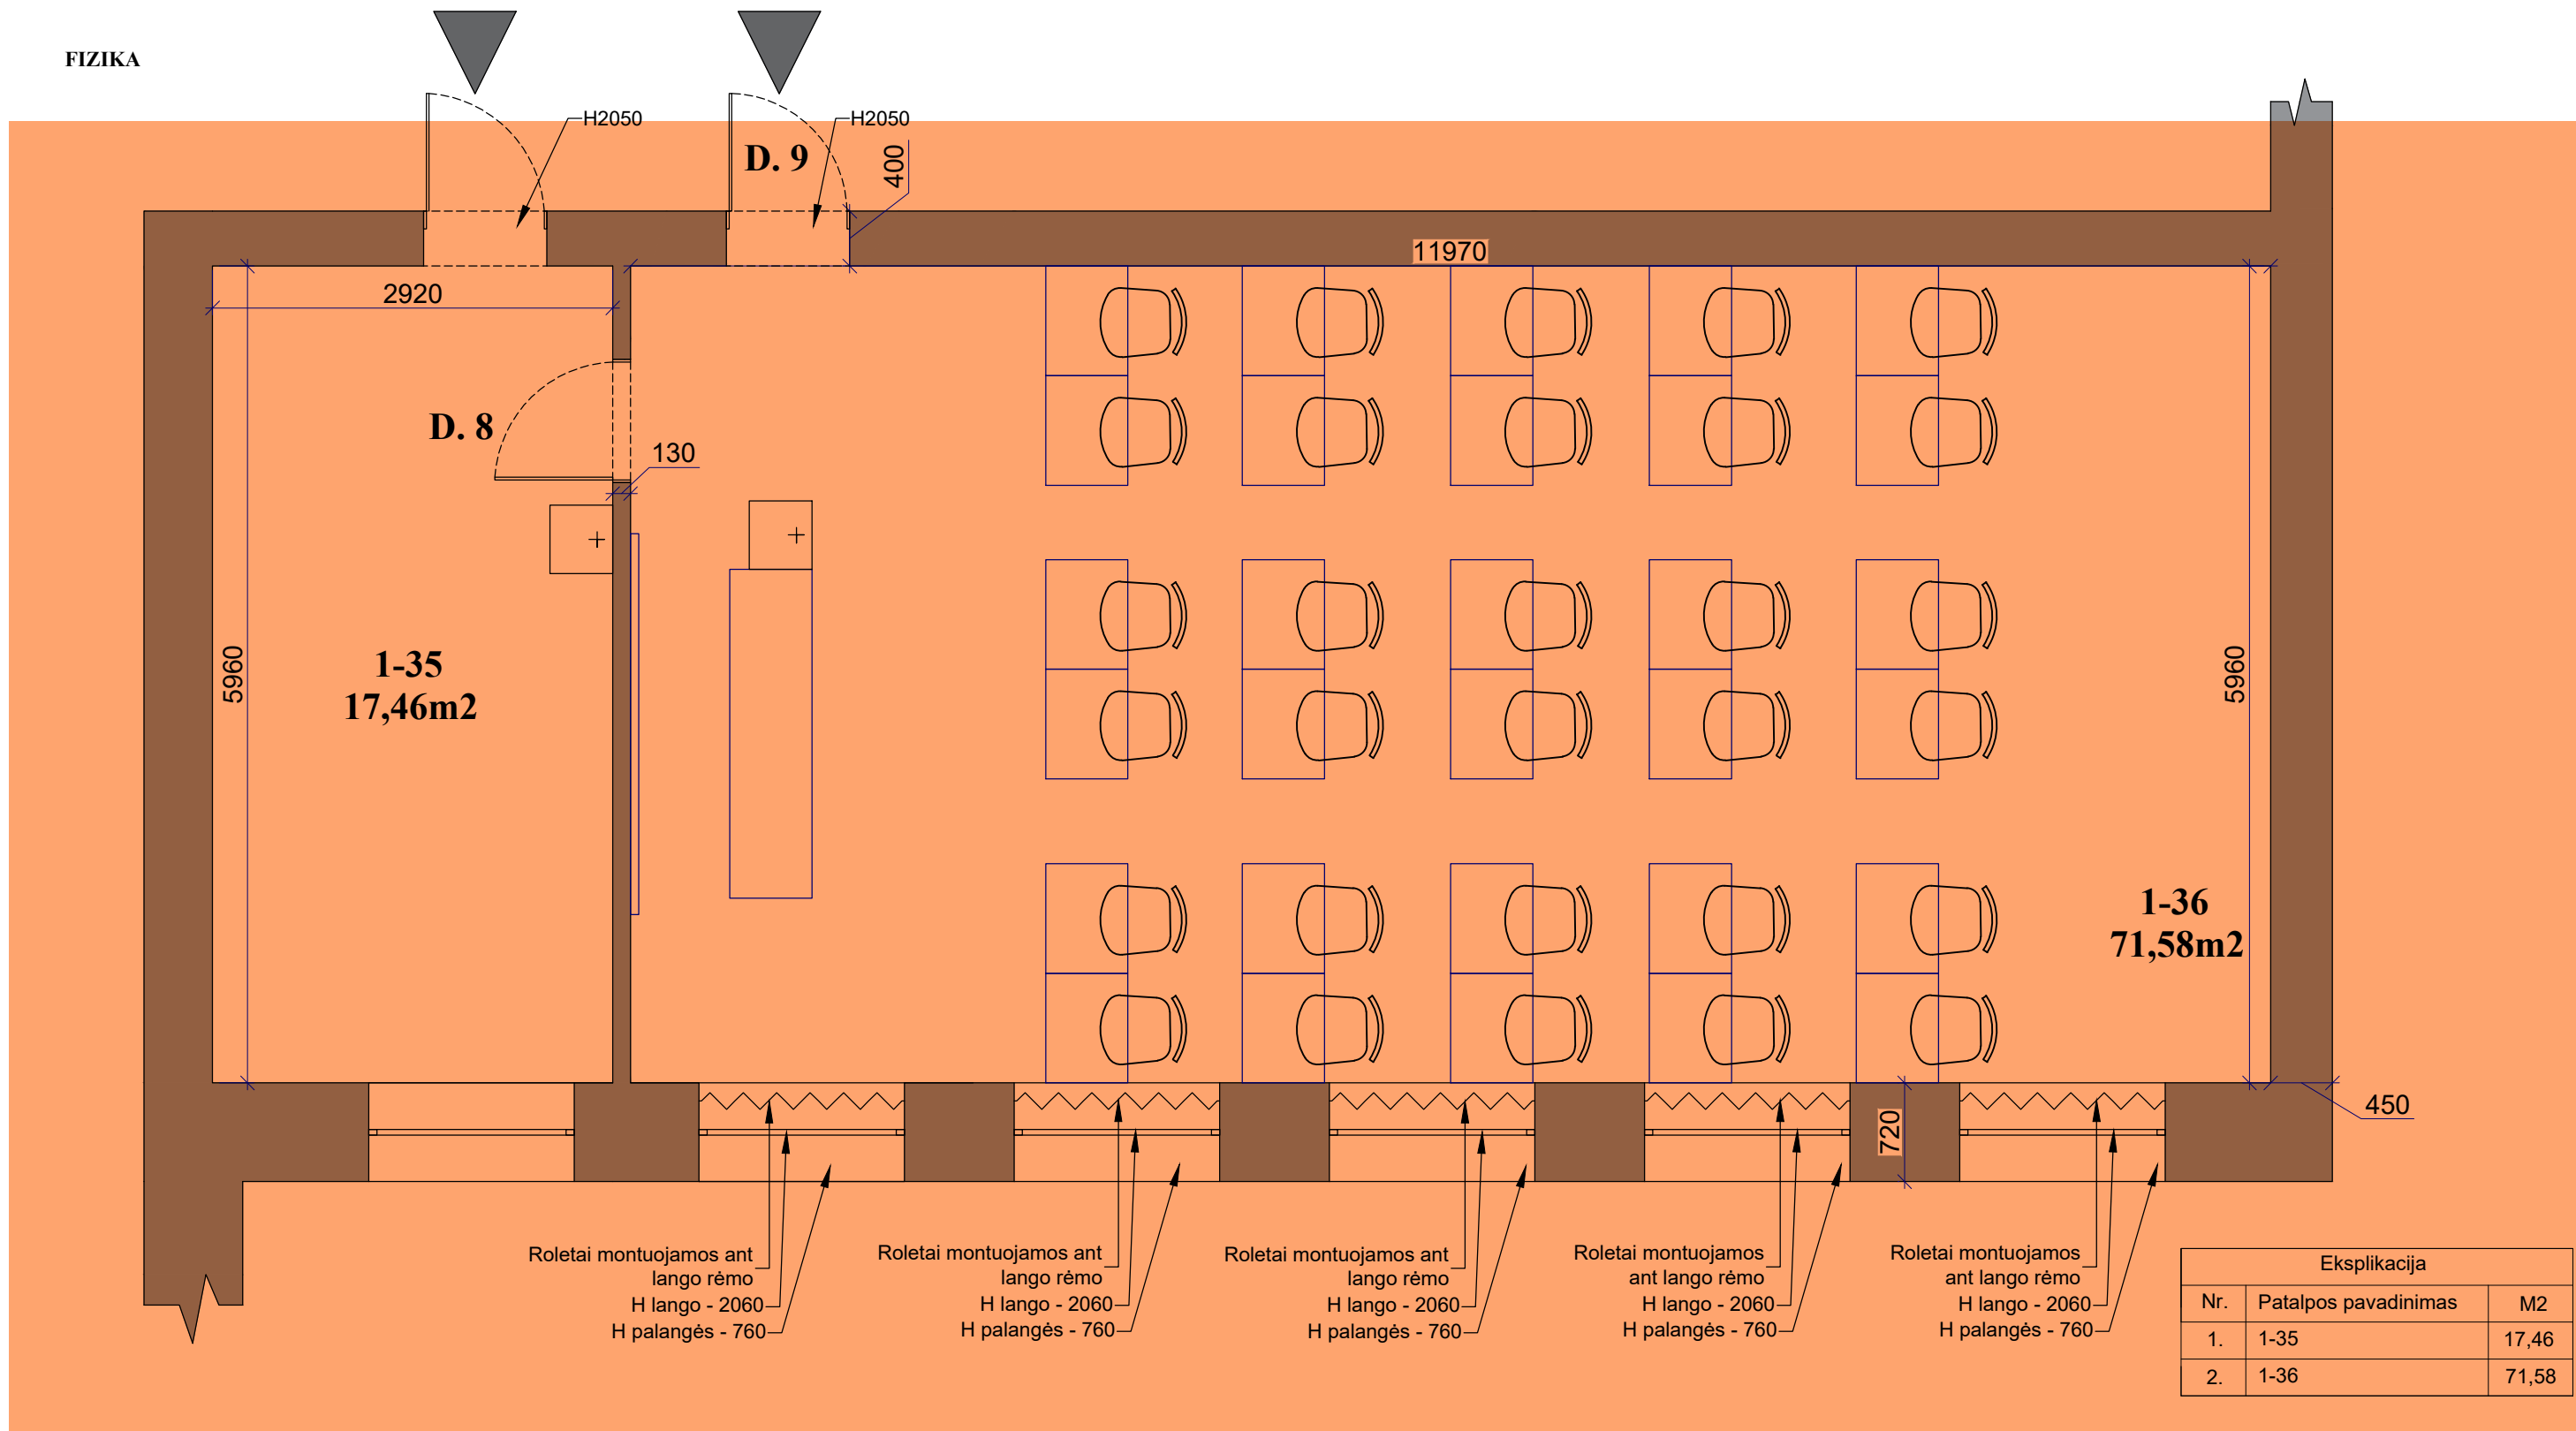 FIZIKA
H2050
H2050
D. 9
400
11970
2920
D. 8
130
5960
1-35
17,46m2
5960
1-36
71,58m2
720
450
Roletai montuojamos ant
lango rėmo
H lango - 2060
H palangės - 760
Roletai montuojamos ant
lango rėmo
H lango - 2060
H palangės - 760
Roletai montuojamos ant
lango rėmo
H lango - 2060
H palangės - 760
Roletai montuojamos
ant lango rėmo
H lango - 2060
H palangės - 760
Roletai montuojamos
ant lango rėmo
H lango - 2060
H palangės - 760
Eksplikacija
Nr. Patalpos pavadinimas M2
1. 1-35 17,46
2. 1-36 71,58